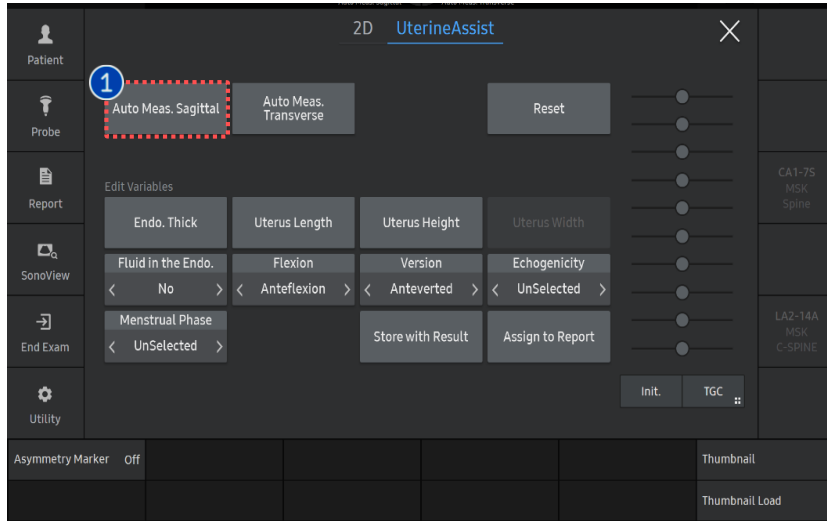 2D UterineAssist
Patient
1
Auto Meas. Sagittal
Auto Meas.
Transverse
Reset
Probe
Edit Variables
Report
Endo. Thick
Uterus Length
Uterus Height
Uterus Width
CA1-7S
MSK
Spine
SonoView
Fluid in the Endo.
No
Flexion
Anteflexion
Version
Anteverted
Echogenicity
UnSelected
End Exam
Menstrual Phase
UnSelected
Store with Result
Assign to Report
LA2-14A
MSK
C-SPINE
Utility
Init.
TGC
Asymmetry Marker Off
Thumbnail
Thumbnail Load